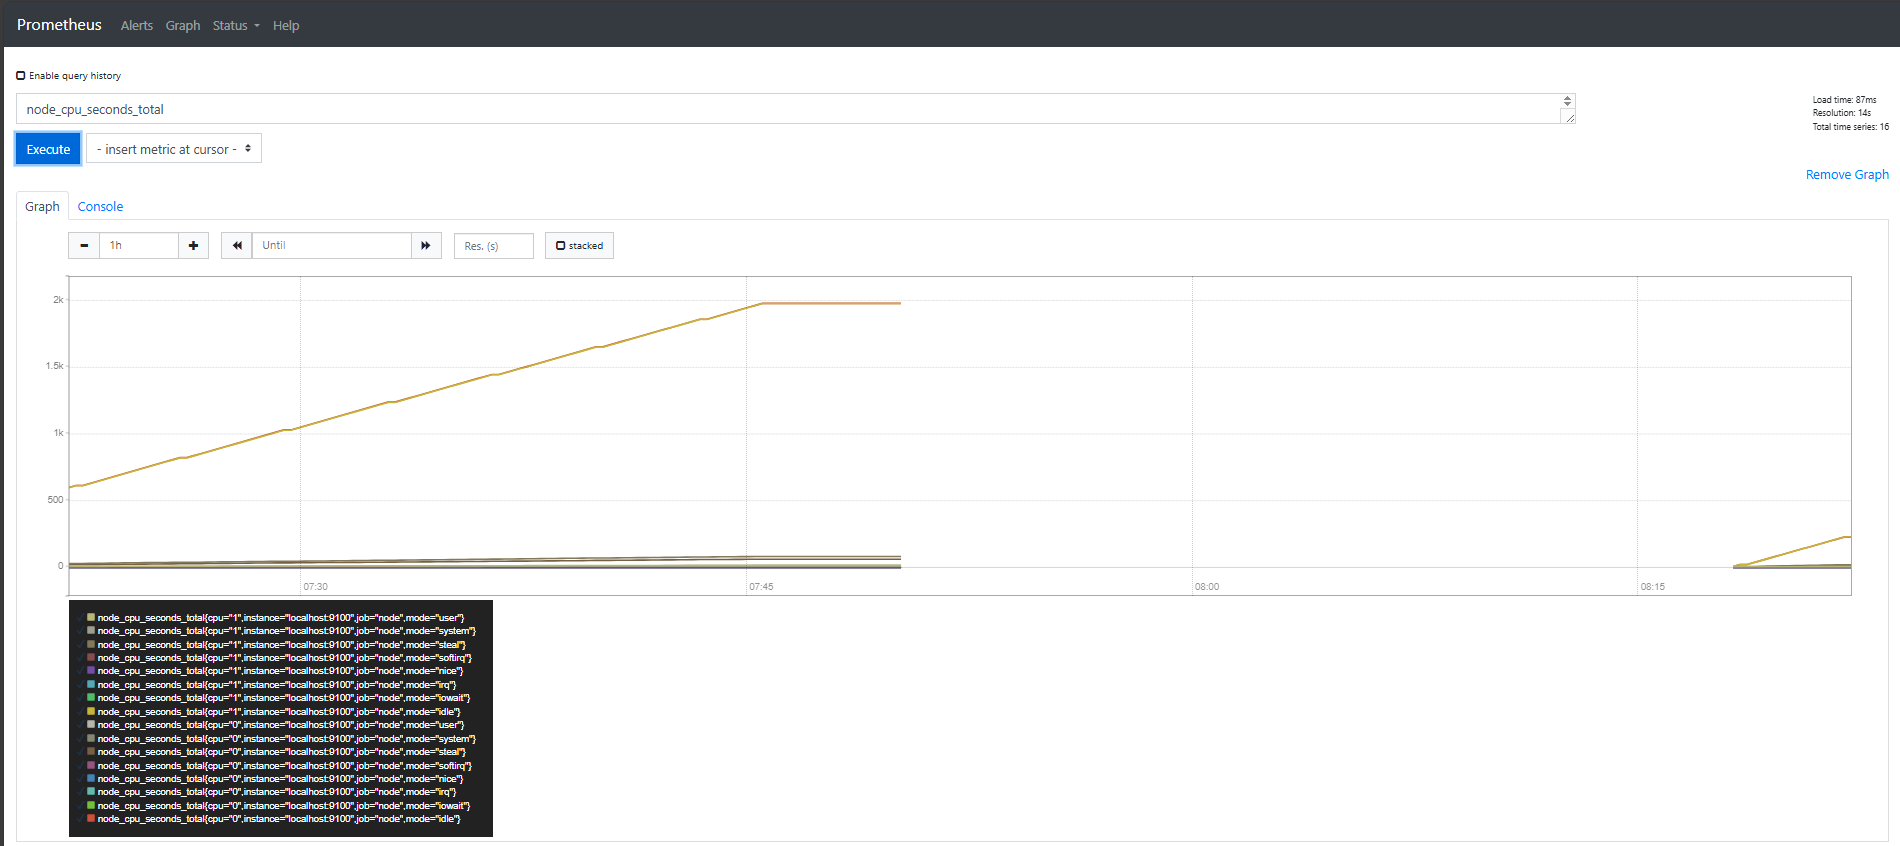 Prometheus Alerts Graph Status Help
Enable query history
node_cpu_seconds_total
Load time: 87ms
Resolution: 14s
Total time series: 16
Execute - insert metric at cursor -
Remove Graph
Graph Console
1h Until Res. (s) stacked
2k
1.5k
1k
500
0
07:30 07:45 08:00 08:15
node_cpu_seconds_total{cpu="1",instance="localhost:9100",job="node",mode="user"}
node_cpu_seconds_total{cpu="1",instance="localhost:9100",job="node",mode="system"}
node_cpu_seconds_total{cpu="1",instance="localhost:9100",job="node",mode="steal"}
node_cpu_seconds_total{cpu="1",instance="localhost:9100",job="node",mode="softirq"}
node_cpu_seconds_total{cpu="1",instance="localhost:9100",job="node",mode="nice"}
node_cpu_seconds_total{cpu="1",instance="localhost:9100",job="node",mode="irq"}
node_cpu_seconds_total{cpu="1",instance="localhost:9100",job="node",mode="iowait"}
node_cpu_seconds_total{cpu="1",instance="localhost:9100",job="node",mode="idle"}
node_cpu_seconds_total{cpu="0",instance="localhost:9100",job="node",mode="user"}
node_cpu_seconds_total{cpu="0",instance="localhost:9100",job="node",mode="system"}
node_cpu_seconds_total{cpu="0",instance="localhost:9100",job="node",mode="steal"}
node_cpu_seconds_total{cpu="0",instance="localhost:9100",job="node",mode="softirq"}
node_cpu_seconds_total{cpu="0",instance="localhost:9100",job="node",mode="nice"}
node_cpu_seconds_total{cpu="0",instance="localhost:9100",job="node",mode="irq"}
node_cpu_seconds_total{cpu="0",instance="localhost:9100",job="node",mode="iowait"}
node_cpu_seconds_total{cpu="0",instance="localhost:9100",job="node",mode="idle"}